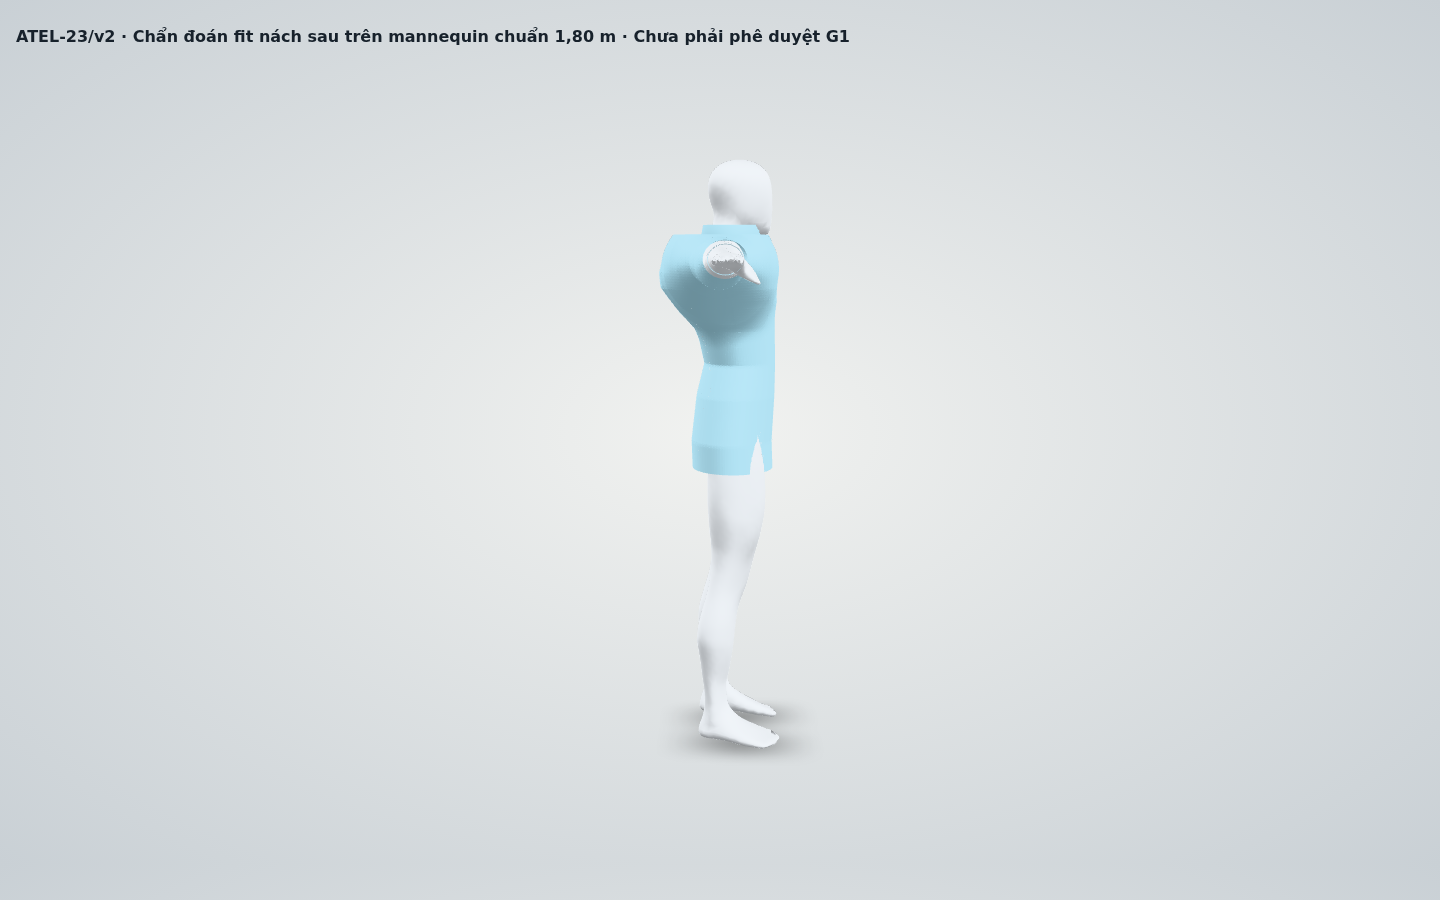 ATEL-23/v2 · Chẩn đoán fit nách sau trên mannequin chuẩn 1,80 m · Chưa phải phê duyệt G1